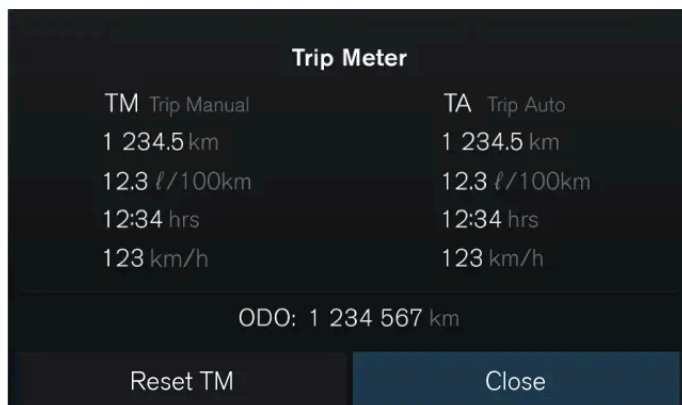 Trip Meter
TM Trip Manual TA Trip Auto
1 234.5 km 1 234.5 km
12.3 ℓ/100km 12.3 ℓ/100km
12:34 hrs 12:34 hrs
123 km/h 123 km/h
ODO: 1 234 567 km
Reset TM Close